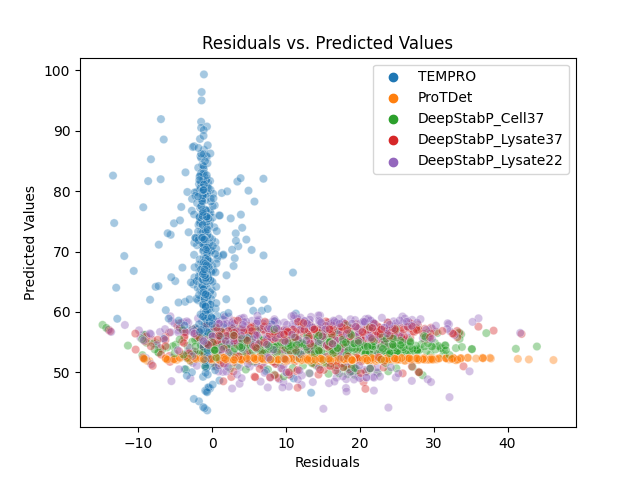 Residuals vs. Predicted Values
100
90
80
70
60
50
Predicted Values
TEMPRO
ProTDet
DeepStabP_Cell37
DeepStabP_Lysate37
DeepStabP_Lysate22
−10
0
10
20
30
40
Residuals